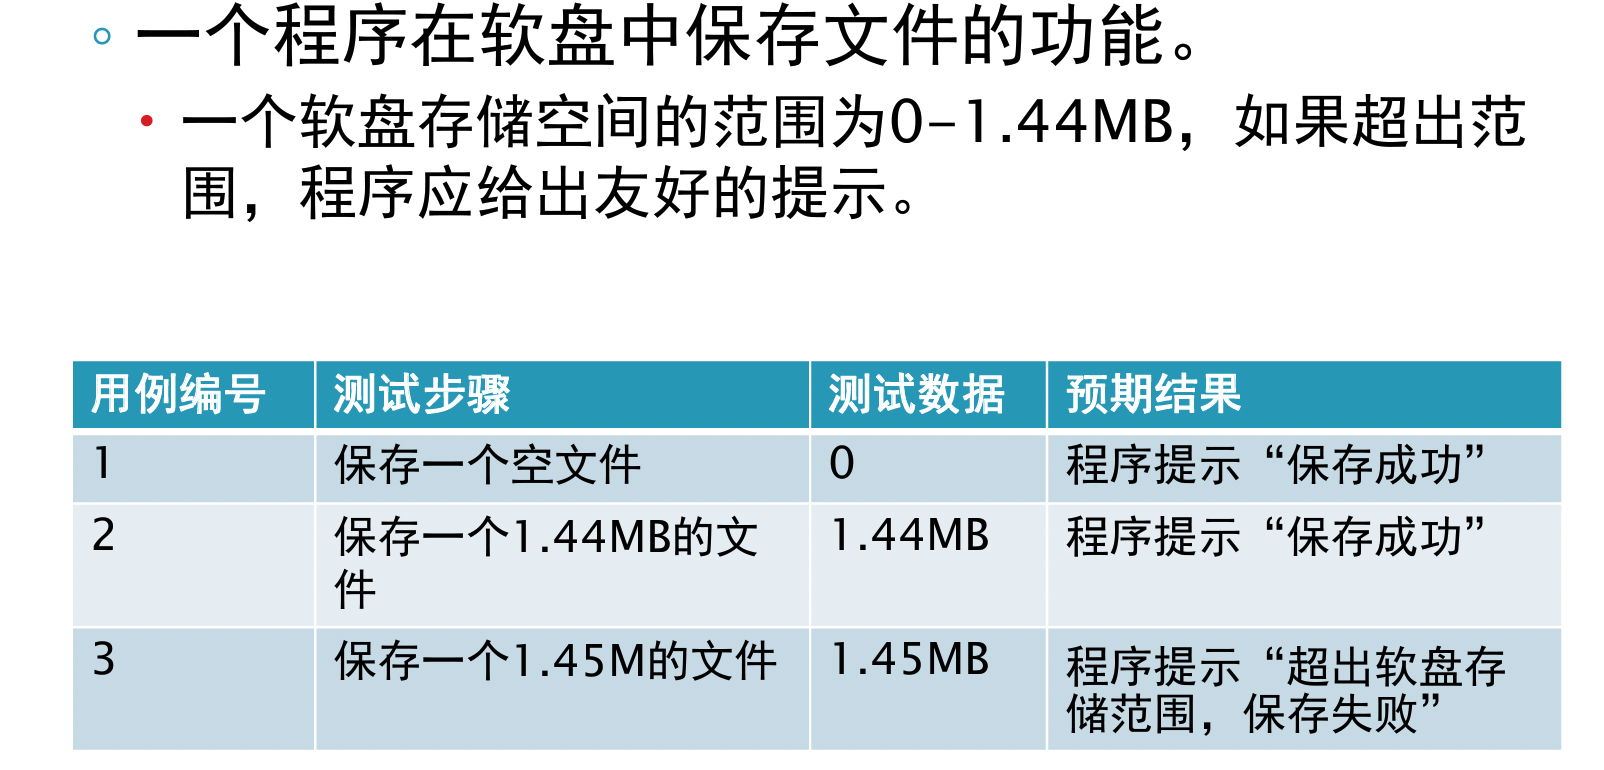 一个程序在软盘中保存文件的功能。
一个软盘存储空间的范围为0-1.44MB，如果超出范
围，程序应给出友好的提示。
用例编号 测试步骤 测试数据 预期结果
1 保存一个空文件 0 程序提示“保存成功”
2 保存一个1.44MB的文 1.44MB 程序提示“保存成功”
件
3 保存一个1.45M的文件 1.45MB 程序提示“超出软盘存
储范围，保存失败”